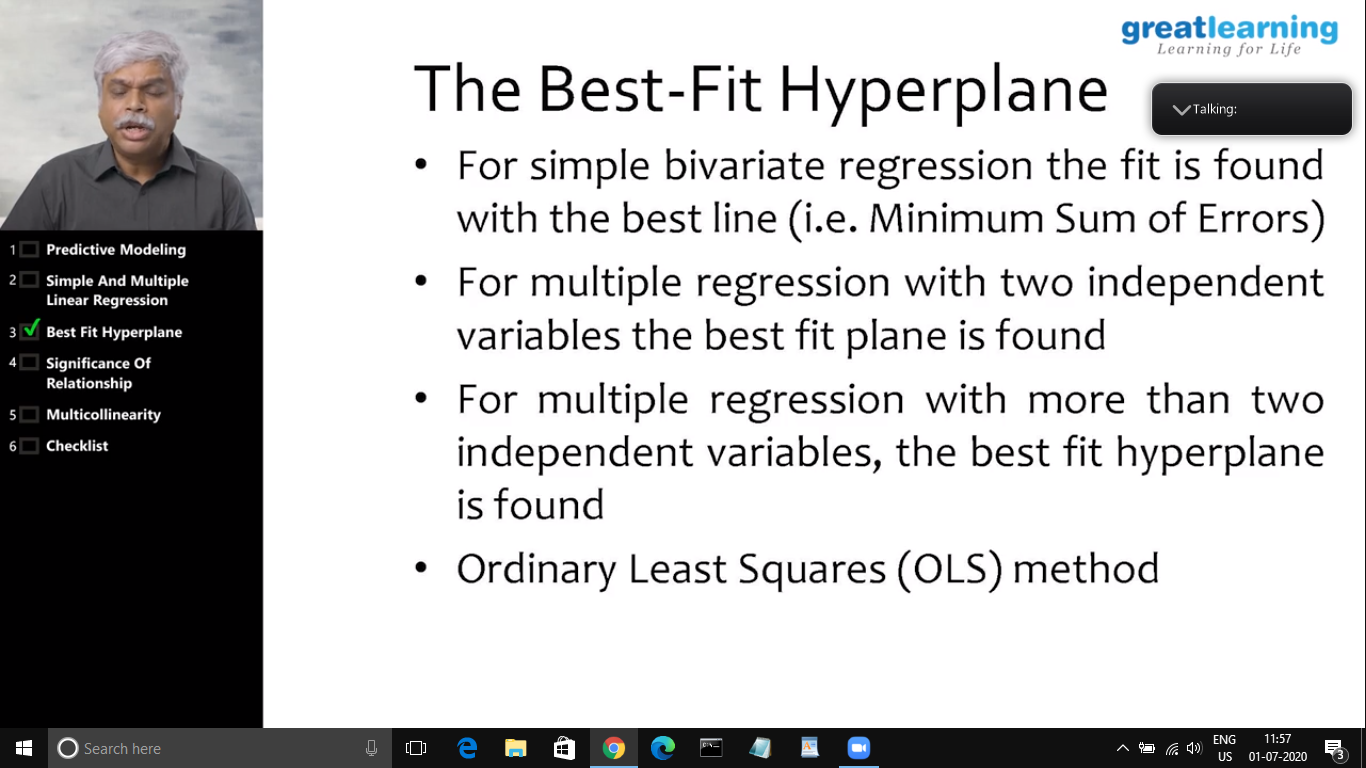 greatlearning
Learning for Life
The Best-Fit Hyperplane
Talking:
• For simple bivariate regression the fit is found
with the best line (i.e. Minimum Sum of Errors)
• For multiple regression with two independent
variables the best fit plane is found
• For multiple regression with more than two
independent variables, the best fit hyperplane
is found
• Ordinary Least Squares (OLS) method
1 Predictive Modeling
2 Simple And Multiple
Linear Regression
3 Best Fit Hyperplane
4 Significance Of
Relationship
5 Multicollinearity
6 Checklist
Search here
ENG
US
11:57
01-07-2020
3